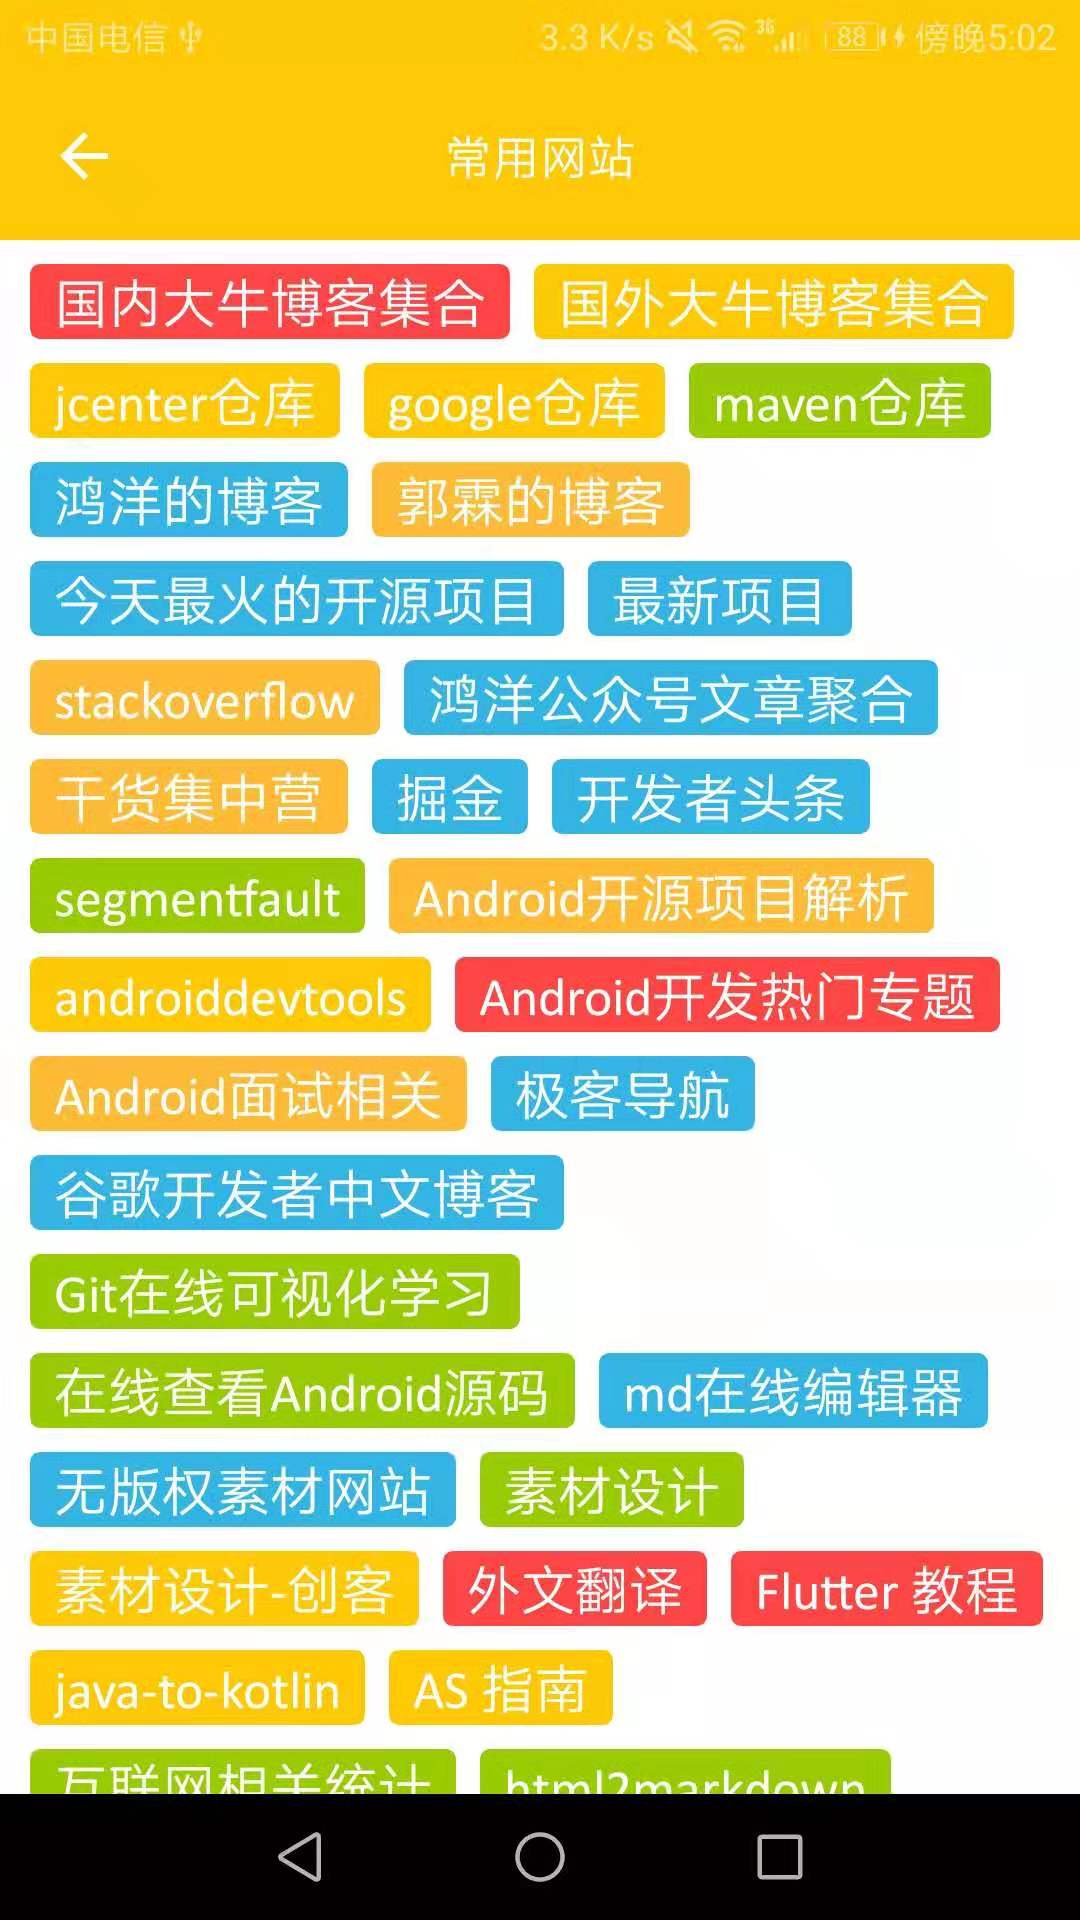 中国电信 3.3 K/s 3G 88 傍晚5:02
常用网站
国内大牛博客集合 国外大牛博客集合
jcenter仓库 google仓库 maven仓库
鸿洋的博客 郭霖的博客
今天最火的开源项目 最新项目
stackoverflow 鸿洋公众号文章聚合
干货集中营 掘金 开发者头条
segmentfault Android开源项目解析
androiddevtools Android开发热门专题
Android面试相关 极客导航
谷歌开发者中文博客
Git在线可视化学习
在线查看Android源码 md在线编辑器
无版权素材网站 素材设计
素材设计-创客 外文翻译 Flutter 教程
java-to-kotlin AS 指南
互联网相关统计 html2markdown